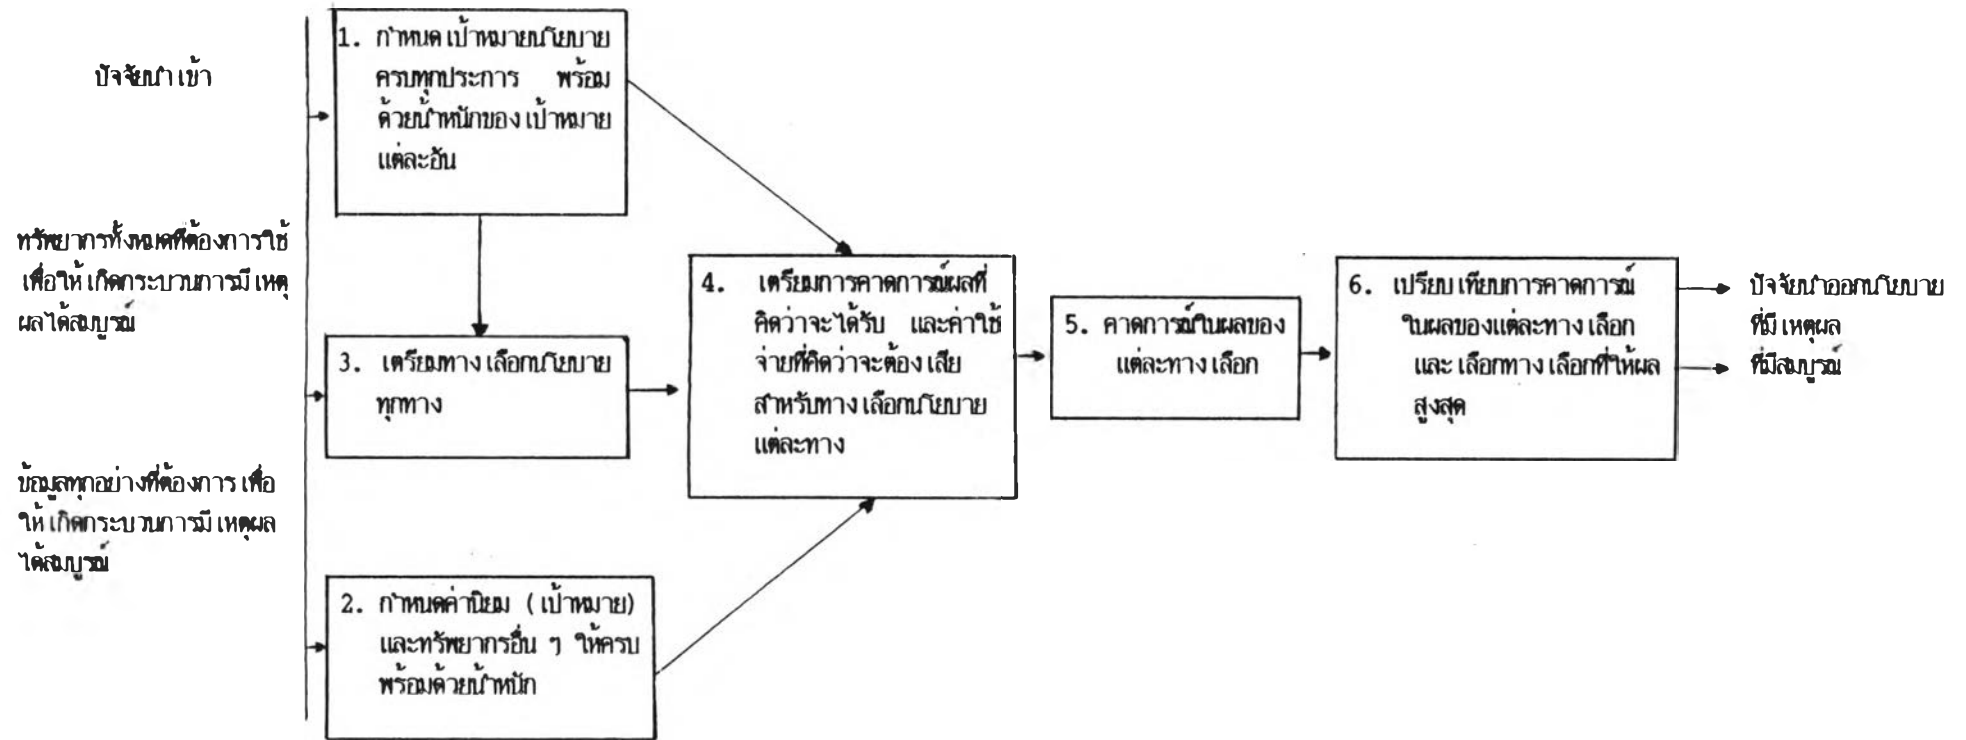 ปัจจัยนำเข้า
ทรัพยากรทั้งหมดที่ต้องการใช้
เพื่อให้เกิดกระบวนการมีเหตุ
ผลได้สมบูรณ์
ข้อมูลทุกอย่างที่ต้องการเพื่อ
ให้เกิดกระบวนการมีเหตุผล
ได้สมบูรณ์
1. กำหนดเป้าหมายนโยบาย
ครบทุกประการ พร้อม
ด้วยน้ำหนักของเป้าหมาย
แต่ละอัน
3. เตรียมทางเลือกนโยบาย
ทุกทาง
2. กำหนดค่านิยม (เป้าหมาย)
และทรัพยากรอื่น ๆ ให้ครบ
พร้อมด้วยน้ำหนัก
4. เตรียมการคาดการณ์ผลที่
คิดว่าจะได้รับ และค่าใช้
จ่ายที่คิดว่าจะต้องเสีย
สำหรับทางเลือกนโยบาย
แต่ละทาง
5. คาดการณ์ในผลของ
แต่ละทางเลือก
6. เปรียบเทียบการคาดการณ์
ในผลของแต่ละทางเลือก
และเลือกทางเลือกที่ให้ผล
สูงสุด
ปัจจัยนำออกนโยบาย
ที่มีเหตุผล
ที่มีสมบูรณ์